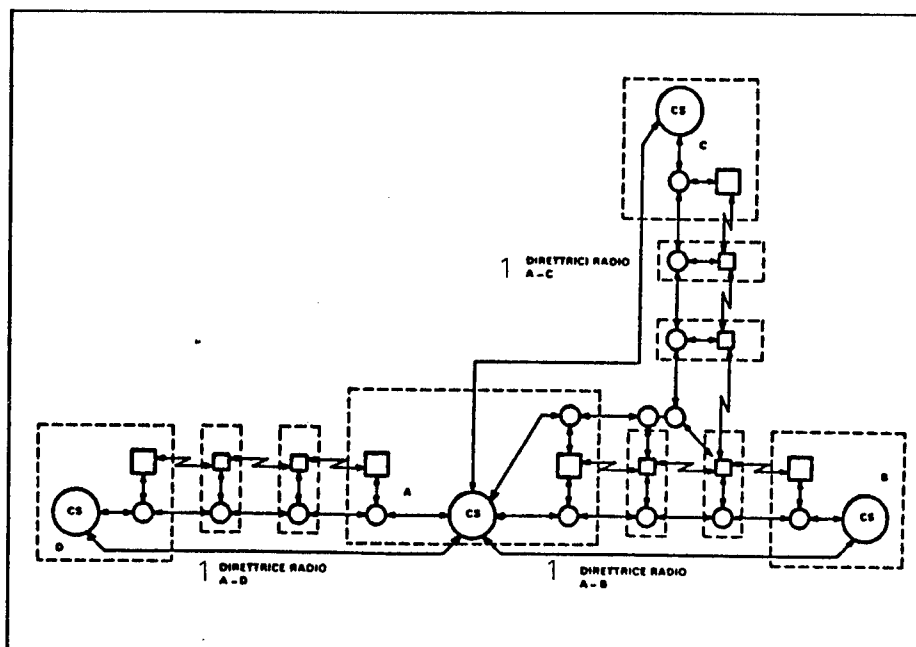 CS
C
1 DIRETTRICI RADIO
A-C
A
B
CS
CS
CS
D
1 DIRETTRICE RADIO
A-D
1 DIRETTRICE RADIO
A-B